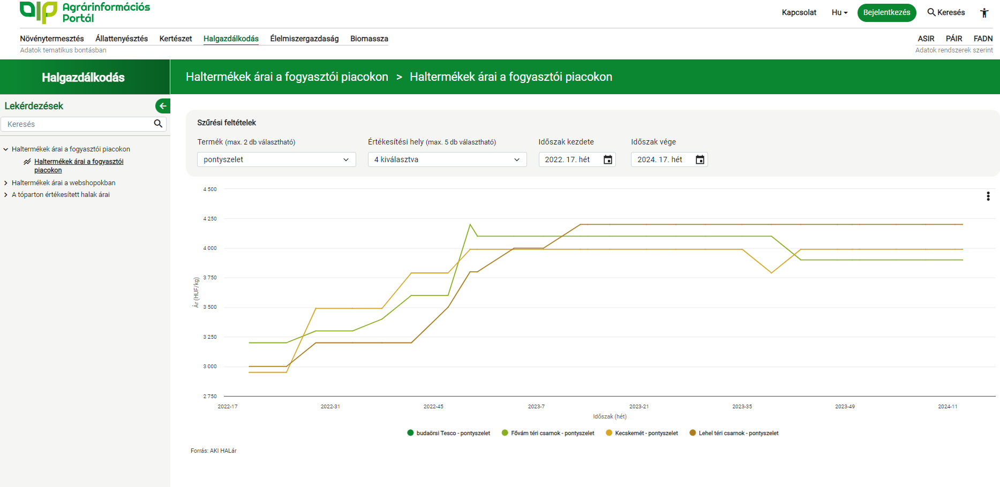 Agrárinformációs
Portál
Kapcsolat
Hu
Bejelentkezés
Keresés
Növénytermesztés
Állattenyésztés
Kertészet
Halgazdálkodás
Élelmiszergazdaság
Biomassza
Adatok tematikus bontásban
ASIR
PÁIR
FADN
Adatok rendszerek szerint
Halgazdálkodás
Haltermékek árai a fogyasztói piacokon > Haltermékek árai a fogyasztói piacokon
Lekérdezések
Keresés
Haltermékek árai a fogyasztói piacokon
Haltermékek árai a fogyasztói
piacokon
Haltermékek árai a webshopokban
A tóparton értékesített halak árai
Szűrési feltételek
Termék (max. 2 db választható)
Értékesítési hely (max. 5 db választható)
Időszak kezdete
Időszak vége
pontyszelet
4 kiválasztva
2022. 17. hét
2024. 17. hét
4 500
4 250
4 000
3 750
3 500
3 250
3 000
2 750
Ár (HUF/kg)
2022-17
2022-31
2022-45
2023-7
2023-21
2023-35
2023-49
2024-11
Időszak (hét)
budaörsi Tesco - pontyszelet
Fővám téri csarnok - pontyszelet
Kecskemét - pontyszelet
Lehel téri csarnok - pontyszelet
Forrás: AKI HALár